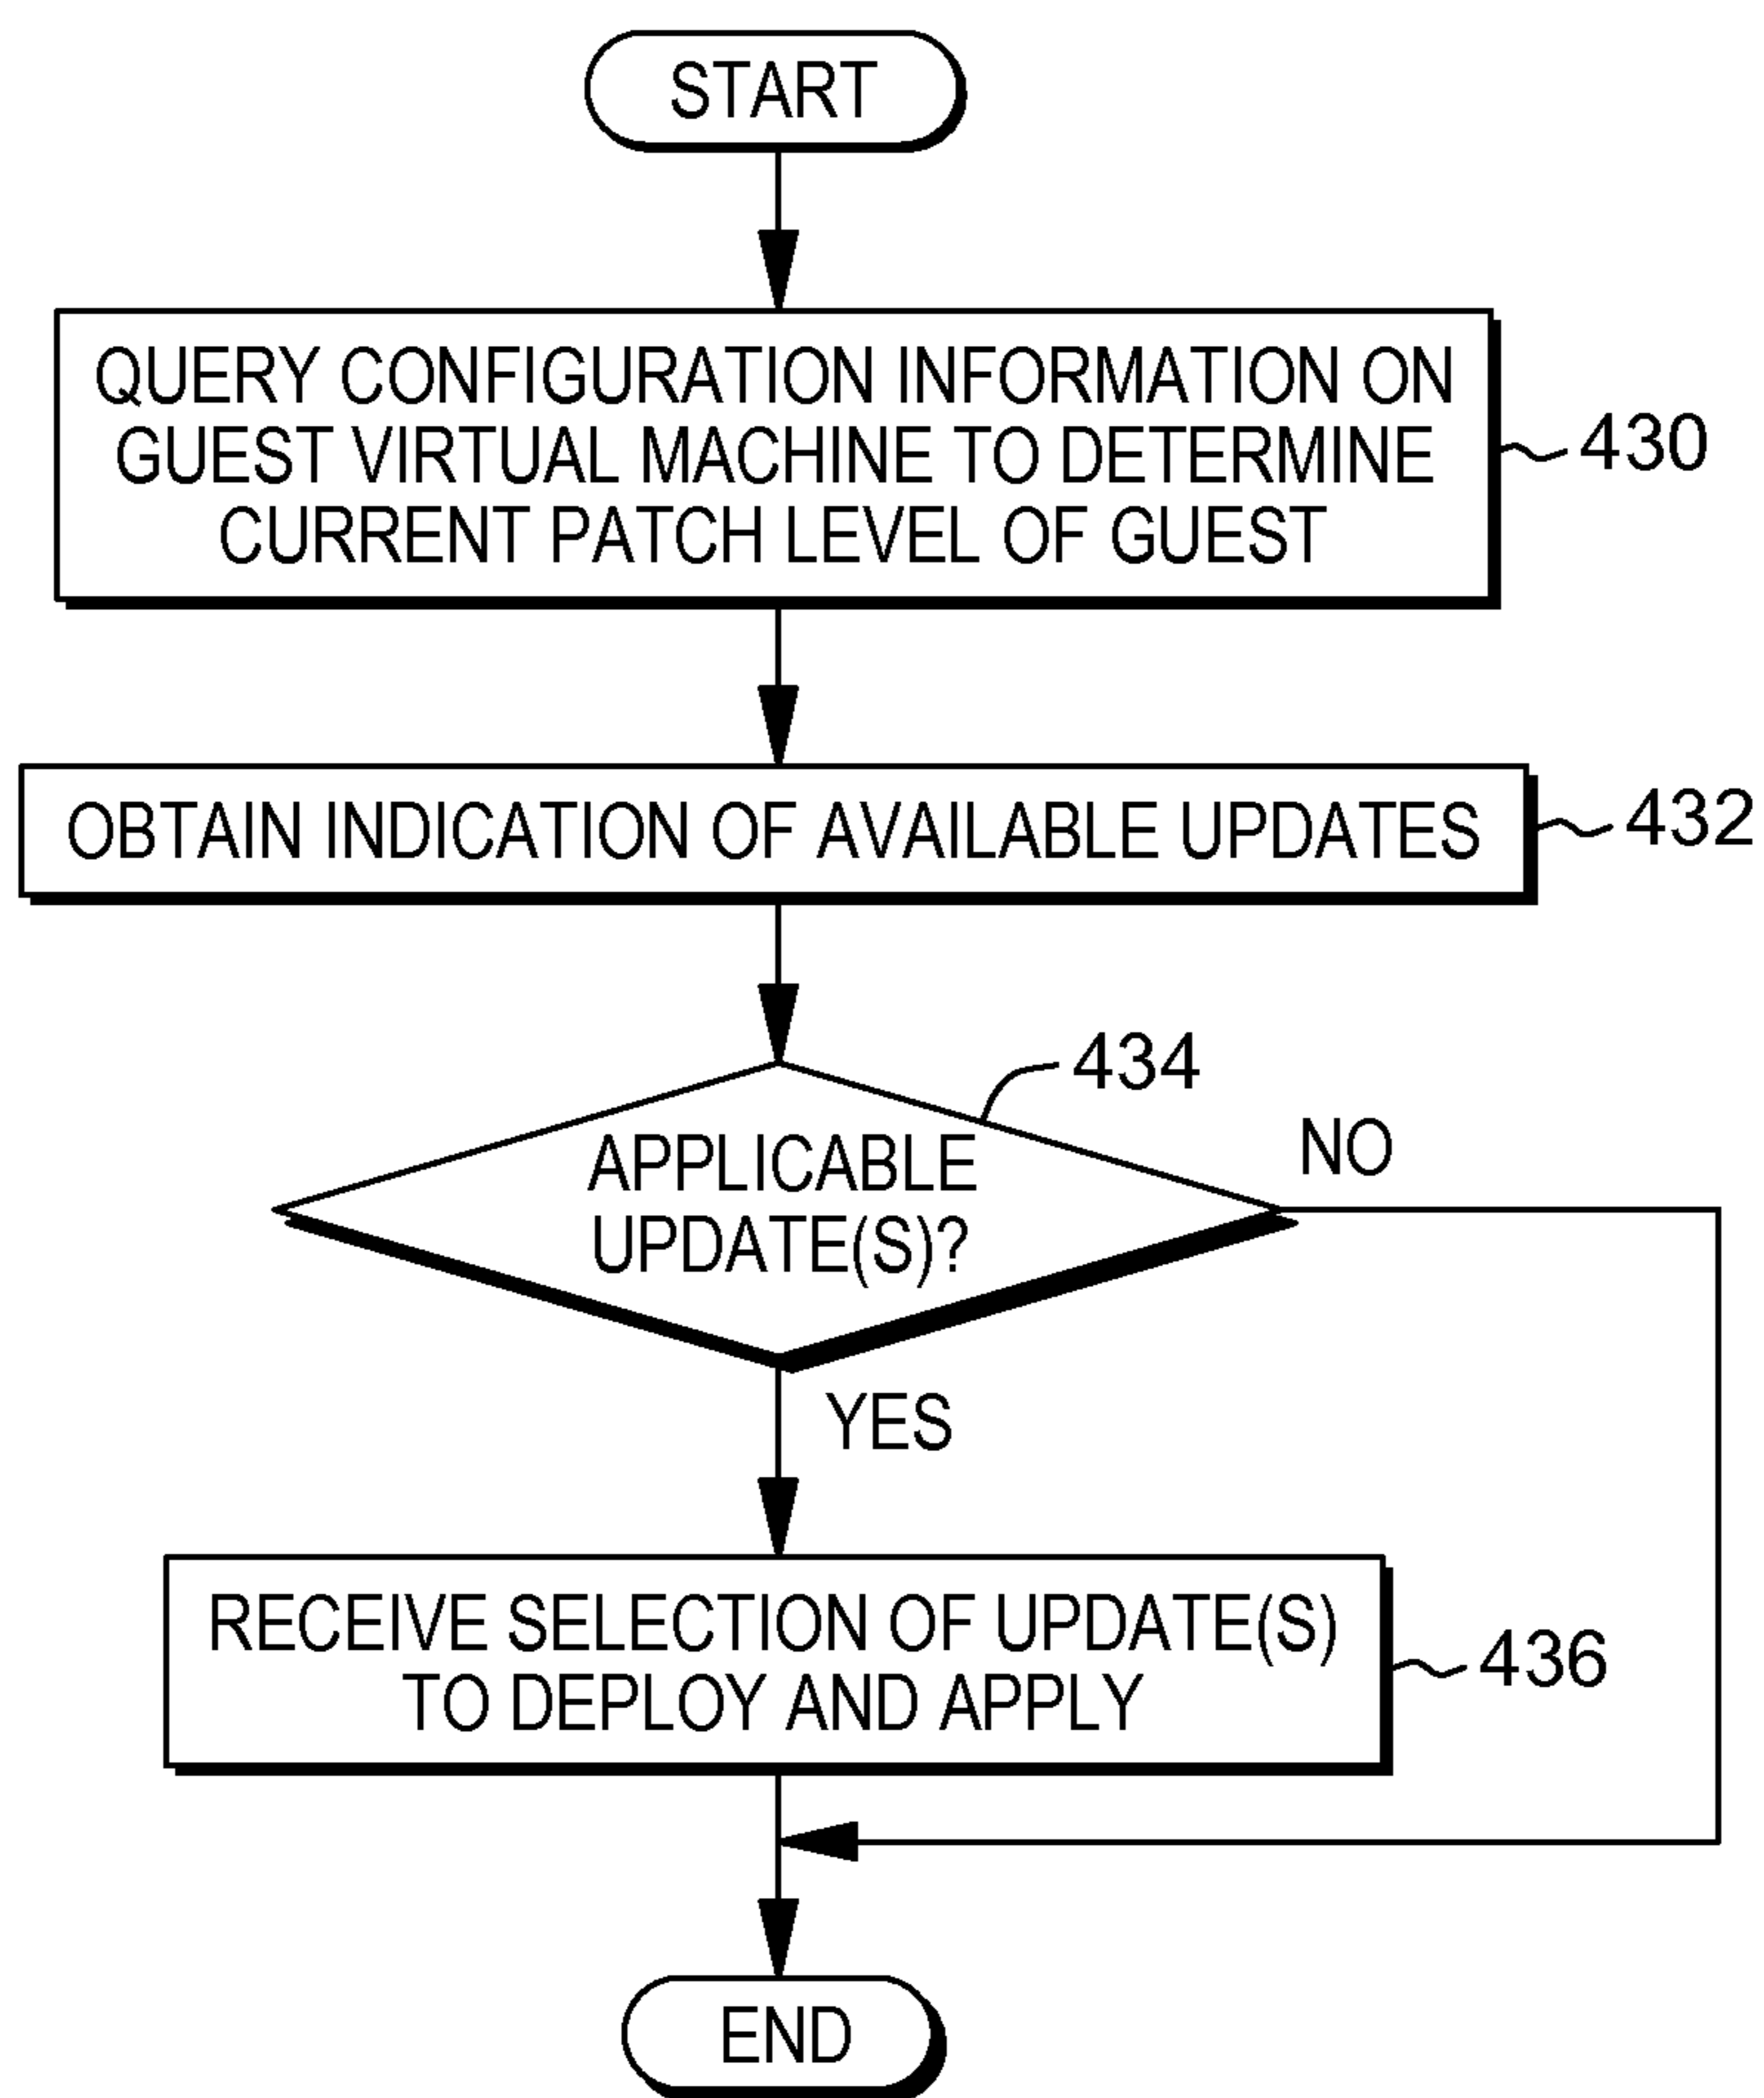 START
QUERY CONFIGURATION INFORMATION ON
GUEST VIRTUAL MACHINE TO DETERMINE
CURRENT PATCH LEVEL OF GUEST
430
OBTAIN INDICATION OF AVAILABLE UPDATES
432
434
APPLICABLE
UPDATE(S)?
NO
YES
RECEIVE SELECTION OF UPDATE(S)
TO DEPLOY AND APPLY
436
END